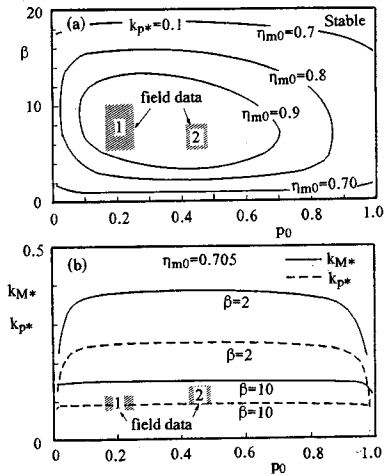 (a) kp*=0.1 ηm0=0.7 Stable
20
β
ηm0=0.8
field data
ηm0=0.9
10
1
2
ηm0=0.70
0
0 0.2 0.4 0.6 0.8 1.0
p0
0.5
(b) ηm0=0.705 kM*
kp*
kM*
β=2
kp*
β=2
1 2 β=10
field data β=10
0
0 0.2 0.4 0.6 0.8 1.0
p0